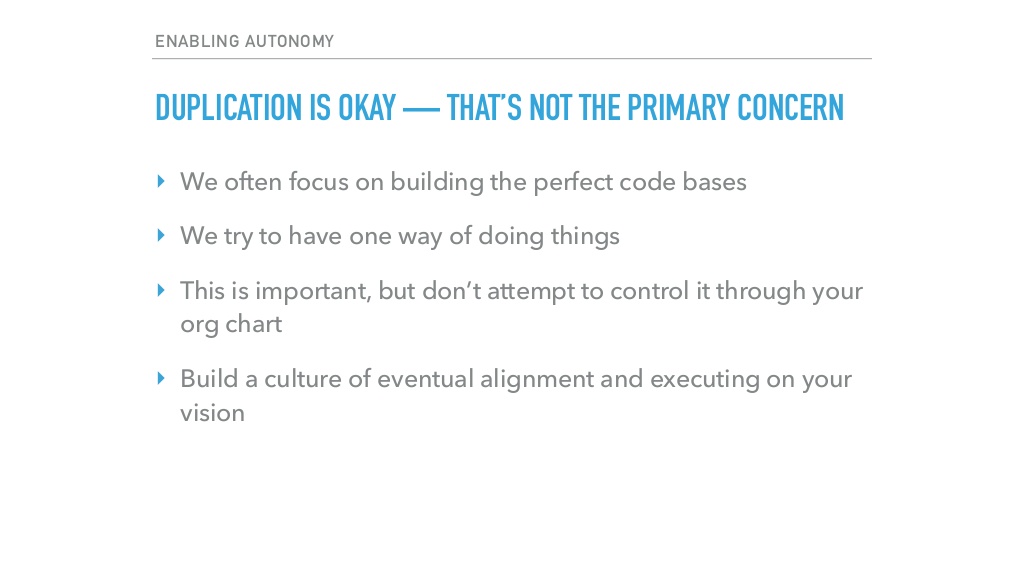 ENABLING AUTONOMY
DUPLICATION IS OKAY — THAT’S NOT THE PRIMARY CONCERN
We often focus on building the perfect code bases
We try to have one way of doing things
This is important, but don’t attempt to control it through your
org chart
Build a culture of eventual alignment and executing on your
vision